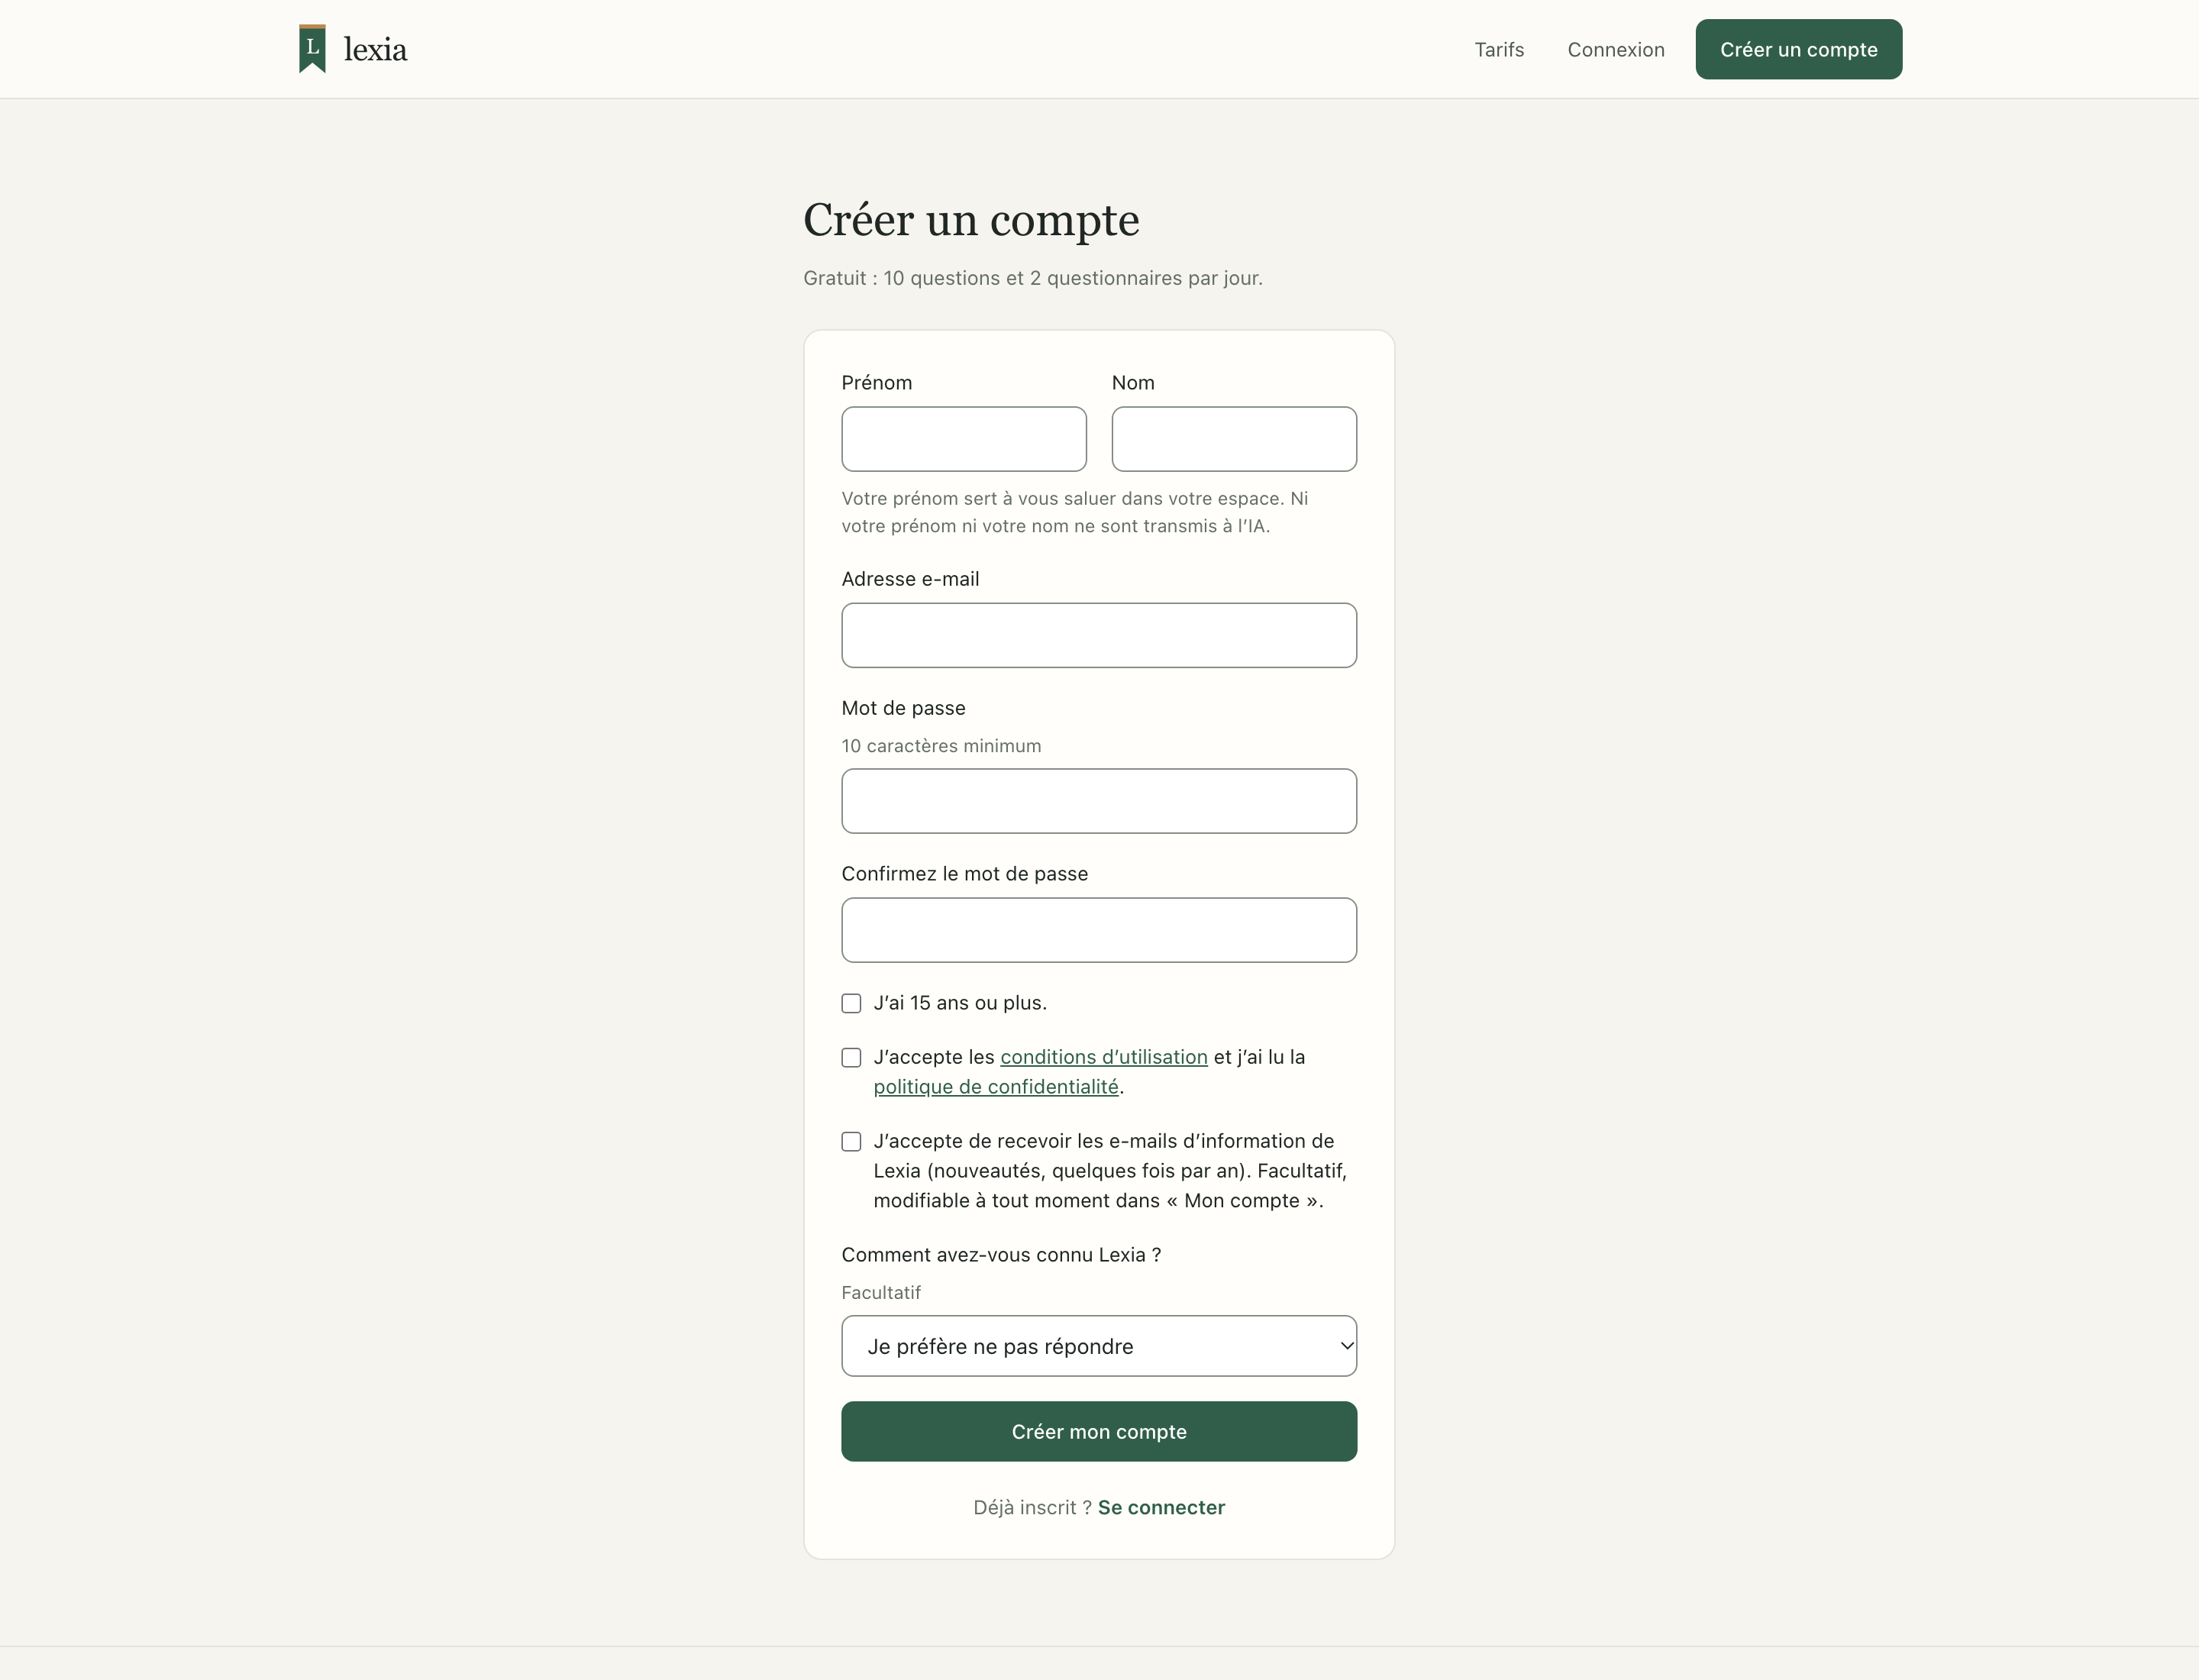 L
lexia
Tarifs
Connexion
Créer un compte
Créer un compte
Gratuit : 10 questions et 2 questionnaires par jour.
Prénom
Nom
Votre prénom sert à vous saluer dans votre espace. Ni
votre prénom ni votre nom ne sont transmis à l’IA.
Adresse e-mail
Mot de passe
10 caractères minimum
Confirmez le mot de passe
J’ai 15 ans ou plus.
J’accepte les conditions d’utilisation et j’ai lu la
politique de confidentialité.
J’accepte de recevoir les e-mails d’information de
Lexia (nouveautés, quelques fois par an). Facultatif,
modifiable à tout moment dans « Mon compte ».
Comment avez-vous connu Lexia ?
Facultatif
Je préfère ne pas répondre
Créer mon compte
Déjà inscrit ? Se connecter